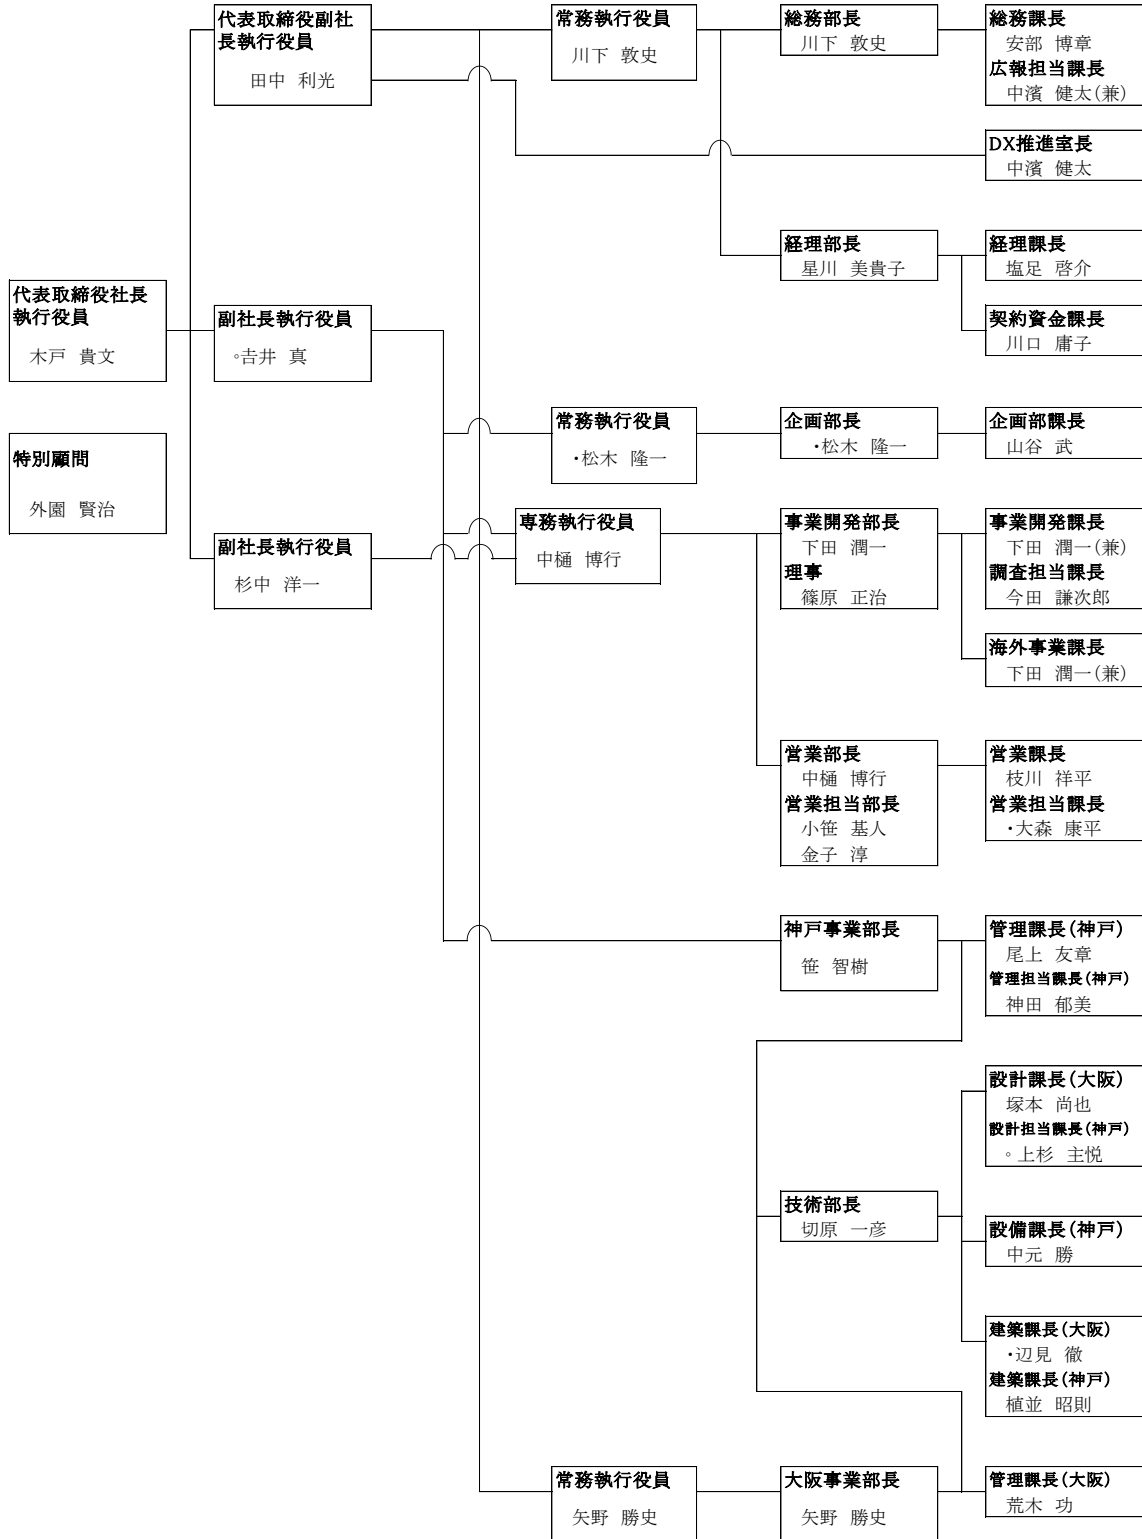 代表取締役社長
執行役員
木戸 貴文
特別顧問
外園 賢治
代表取締役副社
長執行役員
田中 利光
副社長執行役員
◦𠮷井 真
副社長執行役員
杉中 洋一
常務執行役員
川下 敦史
常務執行役員
・松木 隆一
専務執行役員
中樋 博行
常務執行役員
矢野 勝史
総務部長
川下 敦史
経理部長
星川 美貴子
企画部長
・松木 隆一
事業開発部長
下田 潤一
理事
篠原 正治
営業部長
中樋 博行
営業担当部長
小笹 基人
金子 淳
神戸事業部長
笹 智樹
技術部長
切原 一彦
大阪事業部長
矢野 勝史
総務課長
安部 博章
広報担当課長
中濱 健太(兼)
DX推進室長
中濱 健太
経理課長
塩足 啓介
契約資金課長
川口 庸子
企画部課長
山谷 武
事業開発課長
下田 潤一(兼)
調査担当課長
今田 謙次郎
海外事業課長
下田 潤一(兼)
営業課長
枝川 祥平
営業担当課長
・大森 康平
管理課長(神戸)
尾上 友章
管理担当課長(神戸)
神田 郁美
設計課長(大阪)
塚本 尚也
設計担当課長(神戸)
◦上杉 主悦
設備課長(神戸)
中元 勝
建築課長(大阪)
・辺見 徹
建築課長(神戸)
植並 昭則
管理課長(大阪)
荒木 功